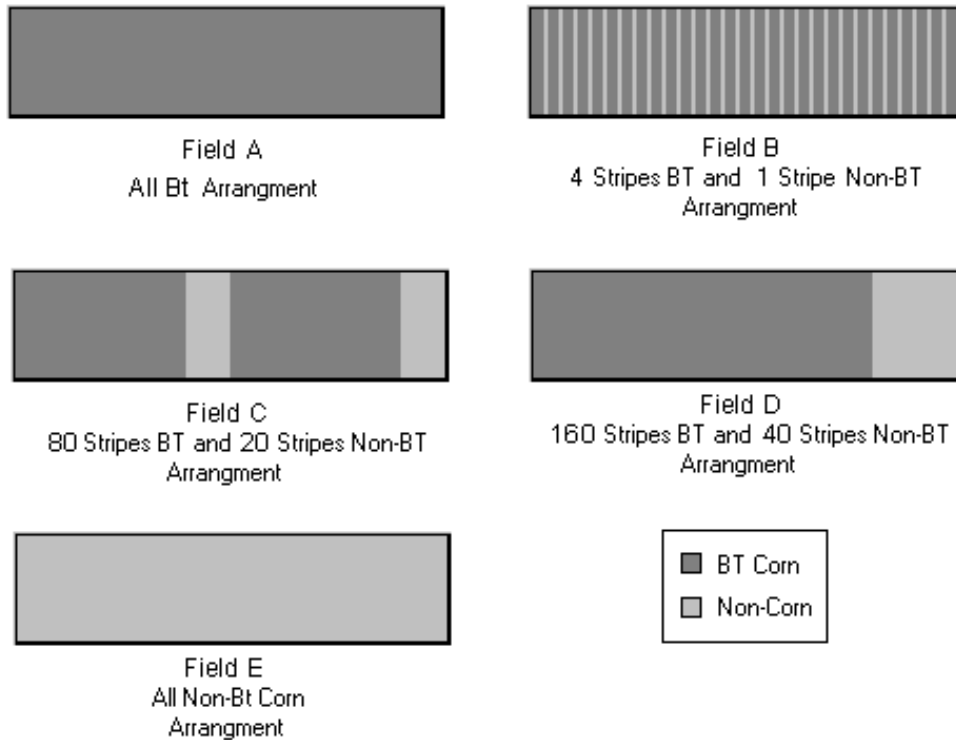 Field A
All Bt Arrangment
Field B
4 Stripes BT and 1 Stripe Non-BT
Arrangment
Field C
80 Stripes BT and 20 Stripes Non-BT
Arrangment
Field D
160 Stripes BT and 40 Stripes Non-BT
Arrangment
Field E
All Non-Bt Corn
Arrangment
BT Corn
Non-Corn